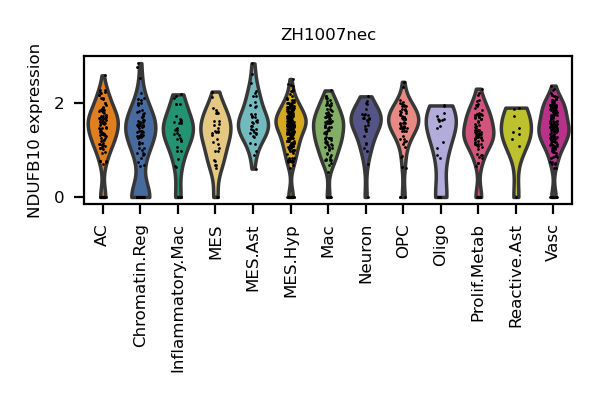 ZH1007nec
NDUFB10 expression
2
0
AC
Chromatin.Reg
Inflammatory.Mac
MES
MES.Ast
MES.Hyp
Mac
Neuron
OPC
Oligo
Prolif.Metab
Reactive.Ast
Vasc